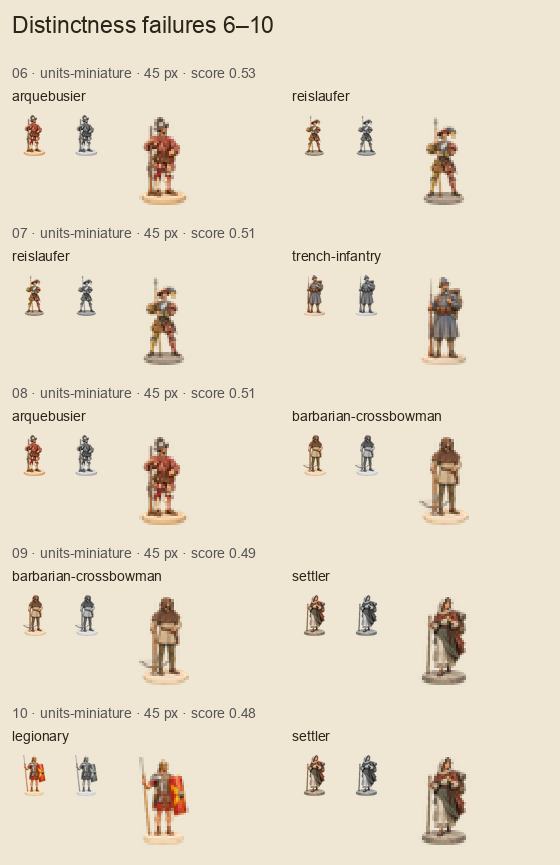 Distinctness failures 6–10
06 · units-miniature · 45 px · score 0.53
arquebusier reislaufer
07 · units-miniature · 45 px · score 0.51
reislaufer trench-infantry
08 · units-miniature · 45 px · score 0.51
arquebusier barbarian-crossbowman
09 · units-miniature · 45 px · score 0.49
barbarian-crossbowman settler
10 · units-miniature · 45 px · score 0.48
legionary settler